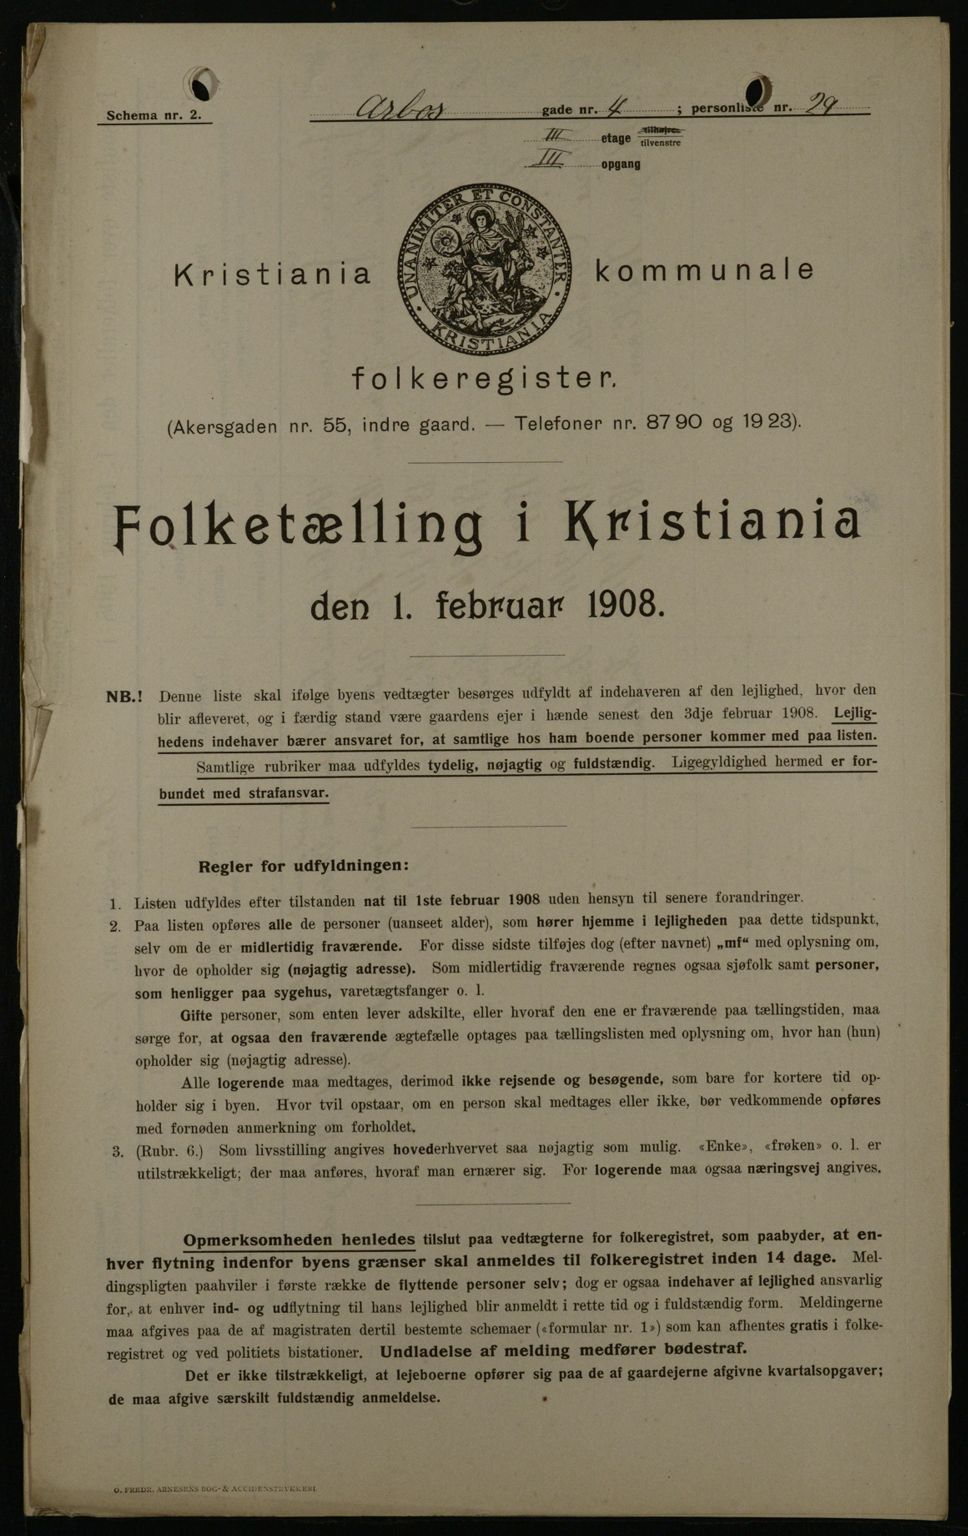 Schema nr. 2.
Arbos gade nr. 4 ; personliste nr. 29
III etage tilhøjre tilvenstre
III opgang
UNANIMITER ET CONSTANTER
KRISTIANIA
Kristiania kommunale
folkeregister.
(Akersgaden nr. 55, indre gaard. — Telefoner nr. 87 90 og 19 23).
Folketælling i Kristiania
den 1. februar 1908.
NB.! Denne liste skal ifølge byens vedtægter besørges udfyldt af indehaveren af den lejlighed, hvor den
blir afleveret, og i færdig stand være gaardens ejer i hænde senest den 3dje februar 1908. Lejlig-
hedens indehaver bærer ansvaret for, at samtlige hos ham boende personer kommer med paa listen.
Samtlige rubriker maa udfyldes tydelig, nøjagtig og fuldstændig. Ligegyldighed hermed er for-
bundet med strafansvar.
Regler for udfyldningen:
1. Listen udfyldes efter tilstanden nat til 1ste februar 1908 uden hensyn til senere forandringer.
2. Paa listen opføres alle de personer (uanseet alder), som hører hjemme i lejligheden paa dette tidspunkt,
selv om de er midlertidig fraværende. For disse sidste tilføjes dog (efter navnet) „mf“ med oplysning om,
hvor de opholder sig (nøjagtig adresse). Som midlertidig fraværende regnes ogsaa sjøfolk samt personer,
som henligger paa sygehus, varetægtsfanger o. l.
Gifte personer, som enten lever adskilte, eller hvoraf den ene er fraværende paa tællingstiden, maa
sørge for, at ogsaa den fraværende ægtefælle optages paa tællingslisten med oplysning om, hvor han (hun)
opholder sig (nøjagtig adresse).
Alle logerende maa medtages, derimod ikke rejsende og besøgende, som bare for kortere tid op-
holder sig i byen. Hvor tvil opstaar, om en person skal medtages eller ikke, bør vedkommende opføres
med fornøden anmerkning om forholdet.
3. (Rubr. 6.) Som livsstilling angives hovederhvervet saa nøjagtig som mulig. «Enke», «frøken» o. l. er
utilstrækkeligt; der maa anføres, hvoraf man ernærer sig. For logerende maa ogsaa næringsvej angives.
Opmerksomheden henledes tilslut paa vedtægterne for folkeregistret, som paabyder, at en-
hver flytning indenfor byens grænser skal anmeldes til folkeregistret inden 14 dage. Mel-
dingspligten paahviler i første række de flyttende personer selv; dog er ogsaa indehaver af lejlighed ansvarlig
for, at enhver ind- og udflytning til hans lejlighed blir anmeldt i rette tid og i fuldstændig form. Meldingerne
maa afgives paa de af magistraten dertil bestemte schemaer («formular nr. 1») som kan afhentes gratis i folke-
registret og ved politiets bistationer. Undladelse af melding medfører bødestraf.
Det er ikke tilstrækkeligt, at lejeboerne opfører sig paa de af gaardejerne afgivne kvartalsopgaver;
de maa afgive særskilt fuldstændig anmeldelse.
O. FREDR. ARNESENS BOG- & ACCIDENSTRYKKERI.